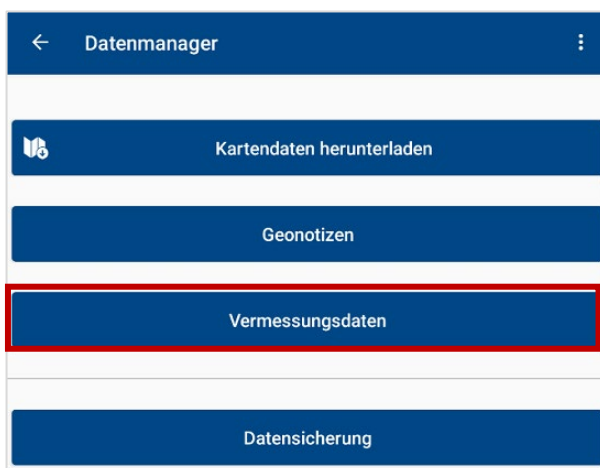 Datenmanager
Kartendaten herunterladen
Geonotizen
Vermessungsdaten
Datensicherung